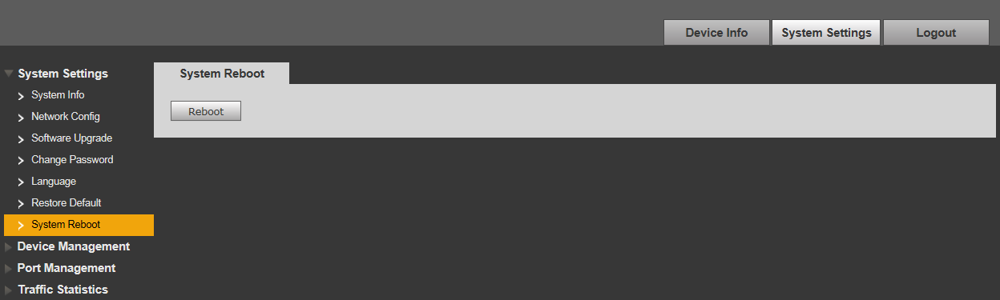 Device Info
System Settings
Logout
System Settings
System Info
Network Config
Software Upgrade
Change Password
Language
Restore Default
System Reboot
Device Management
Port Management
Traffic Statistics
System Reboot
Reboot